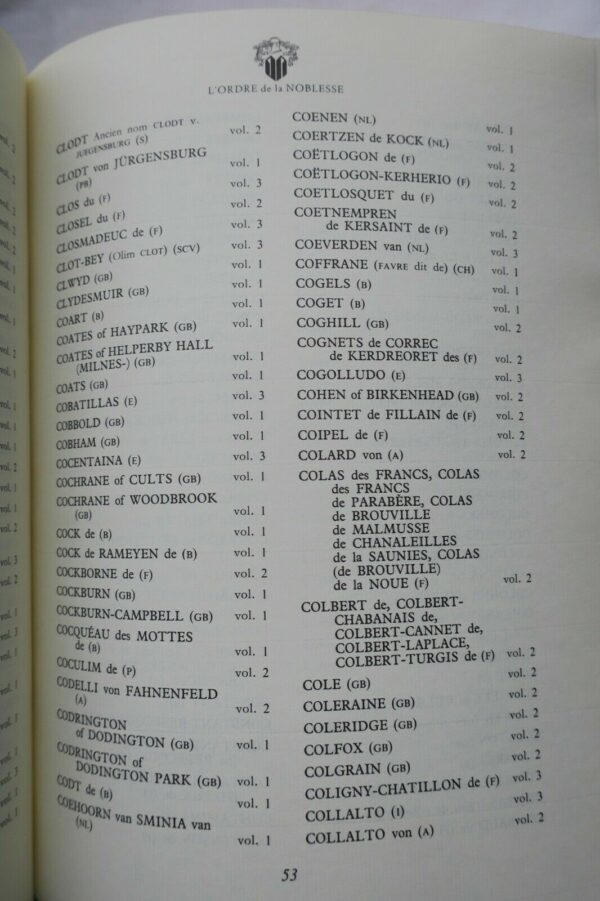 L'ORDRE de la NOBLESSE
CLODT Ancien nom CLODT v.
JUERGENSBURG (S) vol. 2
CLODT von JÜRGENSBURG
(PB) vol. 1
CLOS du (F) vol. 3
CLOSEL du (F) vol. 2
CLOSMADEUC de (F) vol. 3
CLOT-BEY (Olim CLOT) (SCV) vol. 3
CLWYD (GB) vol. 1
CLYDESMUIR (GB) vol. 1
COART (B) vol. 1
COATES of HAYPARK (GB) vol. 1
COATES of HELPERBY HALL
(MILNES-) (GB) vol. 1
COATS (GB) vol. 1
COBATILLAS (E) vol. 3
COBBOLD (GB) vol. 1
COBHAM (GB) vol. 1
COCENTAINA (E) vol. 3
COCHRANE of CULTS (GB) vol. 1
COCHRANE of WOODBROOK
(GB) vol. 1
COCK de (B) vol. 1
COCK de RAMEYEN de (B) vol. 1
COCKBORNE de (F) vol. 2
COCKBURN (GB) vol. 1
COCKBURN-CAMPBELL (GB) vol. 1
COCQUÉAU des MOTTES
de (B) vol. 1
COCULIM de (P) vol. 2
CODELLI von FAHNENFELD
(A) vol. 2
CODRINGTON
of DODINGTON (GB) vol. 1
CODRINGTON of
DODINGTON PARK (GB) vol. 1
CODT de (B) vol. 1
COEHOORN van SMINIA van
(NL) vol. 1
COENEN (NL) vol. 1
COERTZEN de KOCK (NL) vol. 1
COËTLOGON de (F) vol. 2
COËTLOGON-KERHERIO (F) vol. 2
COETLOSQUET du (F) vol. 2
COETNEMPREN
de KERSAINT de (F) vol. 2
COEVERDEN van (NL) vol. 3
COFFRANE (FAVRE dit de) (CH) vol. 1
COGELS (B) vol. 1
COGET (B) vol. 1
COGHILL (GB) vol. 2
COGNETS de CORREC
de KERDREORET des (F) vol. 2
COGOLLUDO (E) vol. 3
COHEN of BIRKENHEAD (GB) vol. 2
COINTET de FILLAIN de (F) vol. 2
COIPEL de (F) vol. 2
COLARD von (A) vol. 2
COLAS des FRANCS, COLAS
des FRANCS
de PARABÈRE, COLAS
de BROUVILLE
de MALMUSSE
de CHANALEILLES
de la SAUNIES, COLAS
(de BROUVILLE)
de la NOUE (F) vol. 2
COLBERT de, COLBERT-
CHABANAIS de,
COLBERT-CANNET de,
COLBERT-LAPLACE,
COLBERT-TURGIS de (F) vol. 2
COLE (GB) vol. 2
COLERAINE (GB) vol. 2
COLERIDGE (GB) vol. 2
COLFOX (GB) vol. 2
COLGRAIN (GB) vol. 2
COLIGNY-CHATILLON de (F) vol. 3
COLLALTO (I) vol. 3
COLLALTO von (A) vol. 2
53